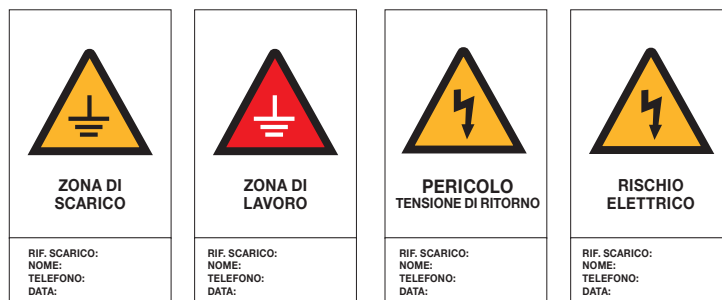 ZONA DI
SCARICO
RIF. SCARICO:
NOME:
TELEFONO:
DATA:
ZONA DI
LAVORO
RIF. SCARICO:
NOME:
TELEFONO:
DATA:
PERICOLO
TENSIONE DI RITORNO
RIF. SCARICO:
NOME:
TELEFONO:
DATA:
RISCHIO
ELETTRICO
RIF. SCARICO:
NOME:
TELEFONO:
DATA: